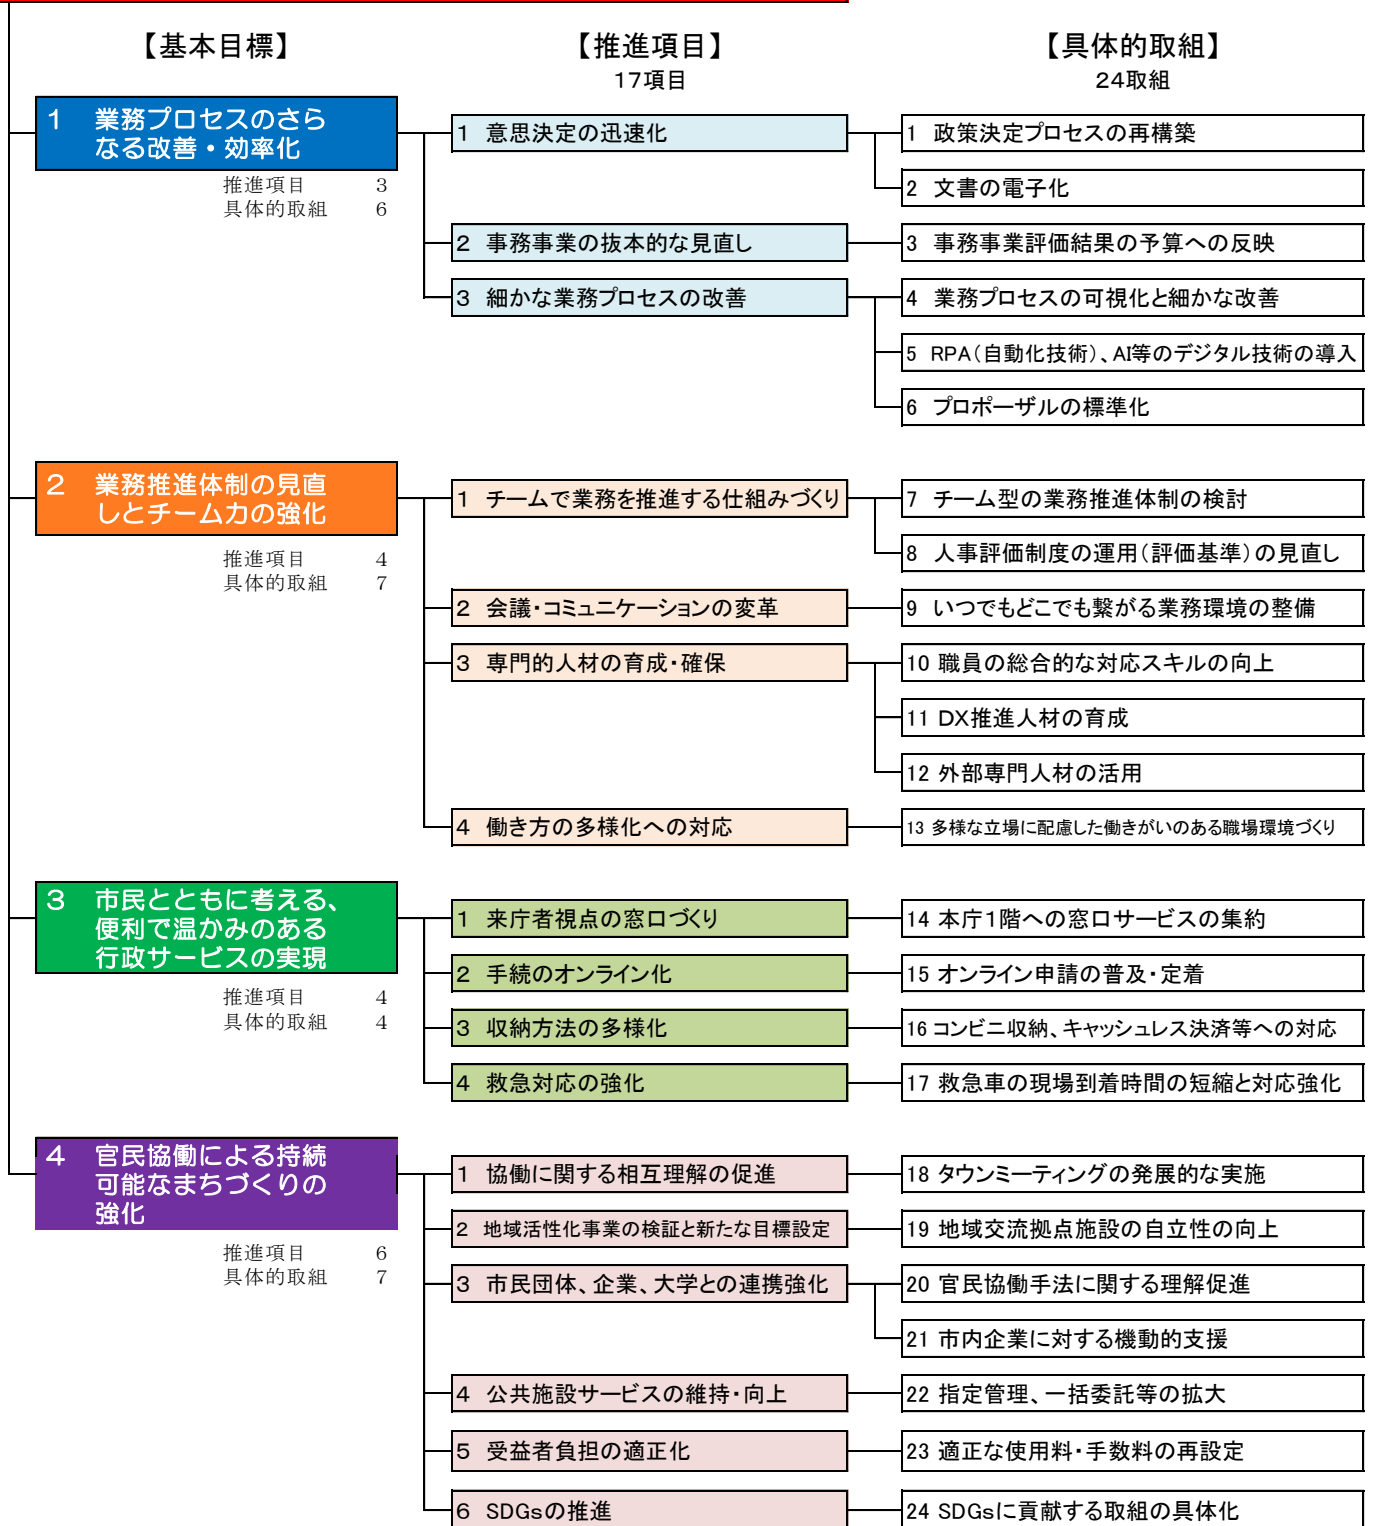 【基本目標】
【推進項目】
17項目
【具体的取組】
24取組
1 業務プロセスのさら
なる改善・効率化
推進項目 3
具体的取組 6
1 意思決定の迅速化
1 政策決定プロセスの再構築
2 文書の電子化
2 事務事業の抜本的な見直し
3 事務事業評価結果の予算への反映
3 細かな業務プロセスの改善
4 業務プロセスの可視化と細かな改善
5 RPA(自動化技術)、AI等のデジタル技術の導入
6 プロポーザルの標準化
2 業務推進体制の見直
しとチーム力の強化
推進項目 4
具体的取組 7
1 チームで業務を推進する仕組みづくり
7 チーム型の業務推進体制の検討
8 人事評価制度の運用(評価基準)の見直し
2 会議・コミュニケーションの変革
9 いつでもどこでも繋がる業務環境の整備
3 専門的人材の育成・確保
10 職員の総合的な対応スキルの向上
11 DX推進人材の育成
12 外部専門人材の活用
4 働き方の多様化への対応
13 多様な立場に配慮した働きがいのある職場環境づくり
3 市民とともに考える、
便利で温かみのある
行政サービスの実現
推進項目 4
具体的取組 4
1 来庁者視点の窓口づくり
14 本庁1階への窓口サービスの集約
2 手続のオンライン化
15 オンライン申請の普及・定着
3 収納方法の多様化
16 コンビニ収納、キャッシュレス決済等への対応
4 救急対応の強化
17 救急車の現場到着時間の短縮と対応強化
4 官民協働による持続
可能なまちづくりの
強化
推進項目 6
具体的取組 7
1 協働に関する相互理解の促進
18 タウンミーティングの発展的な実施
2 地域活性化事業の検証と新たな目標設定
19 地域交流拠点施設の自立性の向上
3 市民団体、企業、大学との連携強化
20 官民協働手法に関する理解促進
21 市内企業に対する機動的支援
4 公共施設サービスの維持・向上
22 指定管理、一括委託等の拡大
5 受益者負担の適正化
23 適正な使用料・手数料の再設定
6 SDGsの推進
24 SDGsに貢献する取組の具体化